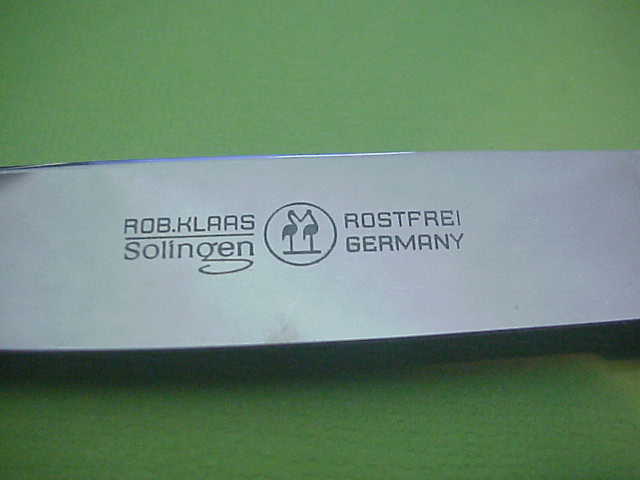 ROB.KLAAS
Solingen
ROSTFREI
GERMANY